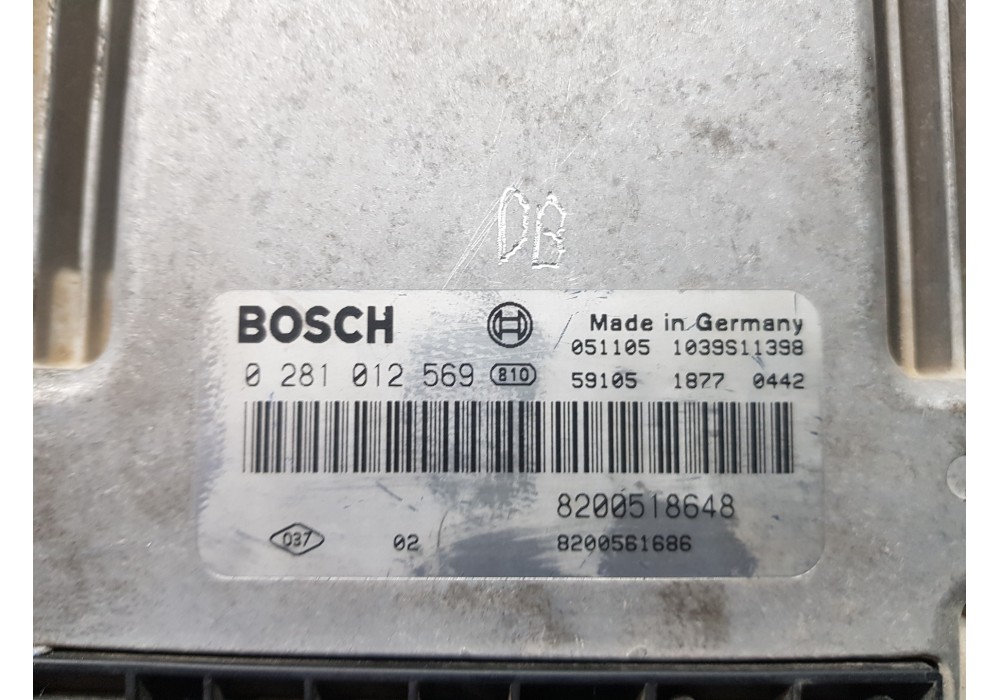 DB
BOSCH
Made in Germany
051105 1039S11398
0 281 012 569 810
59105 1877 0442
8200518648
037 02 8200561686